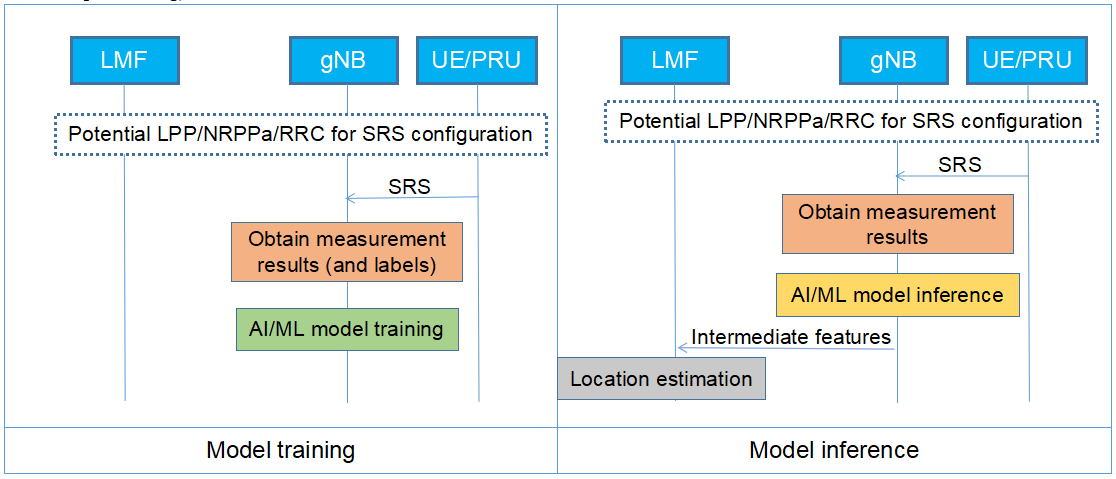 LMF
gNB
UE/PRU
Potential LPP/NRPPa/RRC for SRS configuration
SRS
Obtain measurement
results (and labels)
AI/ML model training
Model training
LMF
gNB
UE/PRU
Potential LPP/NRPPa/RRC for SRS configuration
SRS
Obtain measurement
results
AI/ML model inference
Intermediate features
Location estimation
Model inference